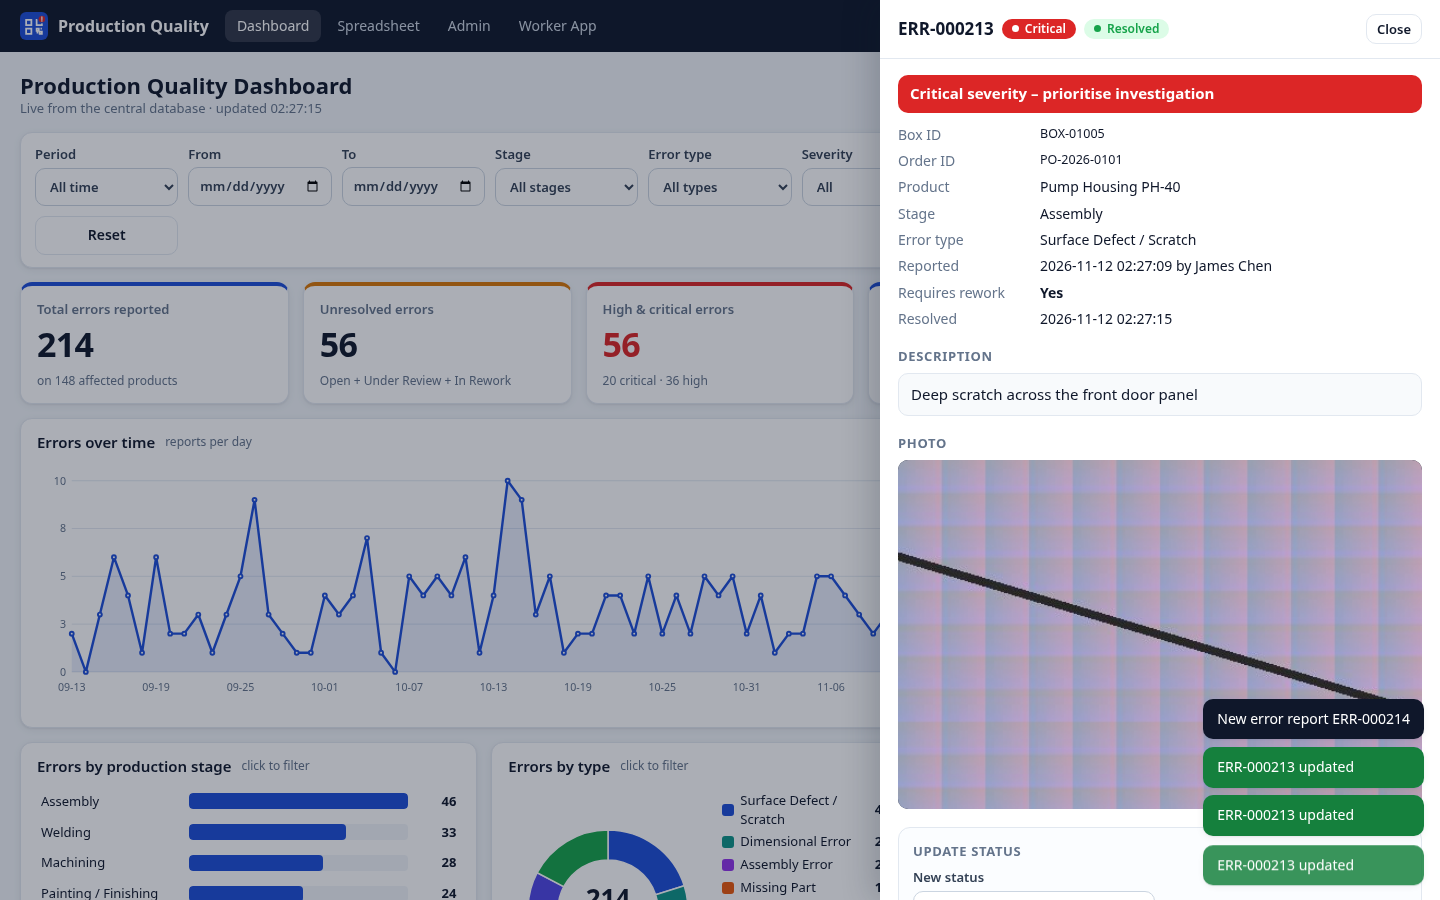 Production Quality
Dashboard
Spreadsheet
Admin
Worker App
Production Quality Dashboard
Live from the central database · updated 02:27:15
Period
From
To
Stage
Error type
Severity
All time
mm/dd/yyyy
mm/dd/yyyy
All stages
All types
All
Reset
Total errors reported
214
on 148 affected products
Unresolved errors
56
Open + Under Review + In Rework
High & critical errors
56
20 critical · 36 high
Errors over time reports per day
10
8
5
3
0
09-13 09-19 09-25 10-01 10-07 10-13 10-19 10-25 10-31 11-06
Errors by production stage click to filter
Assembly 46
Welding 33
Machining 28
Painting / Finishing 24
Errors by type click to filter
214
Surface Defect /
Scratch
Dimensional Error
Assembly Error
Missing Part
ERR-000213 Critical Resolved Close
Critical severity – prioritise investigation
Box ID BOX-01005
Order ID PO-2026-0101
Product Pump Housing PH-40
Stage Assembly
Error type Surface Defect / Scratch
Reported 2026-11-12 02:27:09 by James Chen
Requires rework Yes
Resolved 2026-11-12 02:27:15
DESCRIPTION
Deep scratch across the front door panel
PHOTO
New error report ERR-000214
ERR-000213 updated
ERR-000213 updated
ERR-000213 updated
UPDATE STATUS
New status